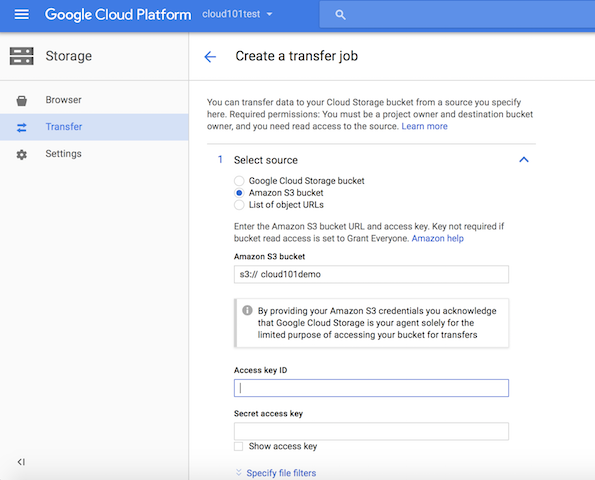 Google Cloud Platform cloud101test
Storage
Create a transfer job
Browser
Transfer
Settings
You can transfer data to your Cloud Storage bucket from a source you specify
here. Required permissions: You must be a project owner and destination bucket
owner, and you need read access to the source. Learn more
1 Select source
Google Cloud Storage bucket
Amazon S3 bucket
List of object URLs
Enter the Amazon S3 bucket URL and access key. Key not required if
bucket read access is set to Grant Everyone. Amazon help
Amazon S3 bucket
s3:// cloud101demo
By providing your Amazon S3 credentials you acknowledge
that Google Cloud Storage is your agent solely for the
limited purpose of accessing your bucket for transfers
Access key ID
Secret access key
Show access key
Specify file filters